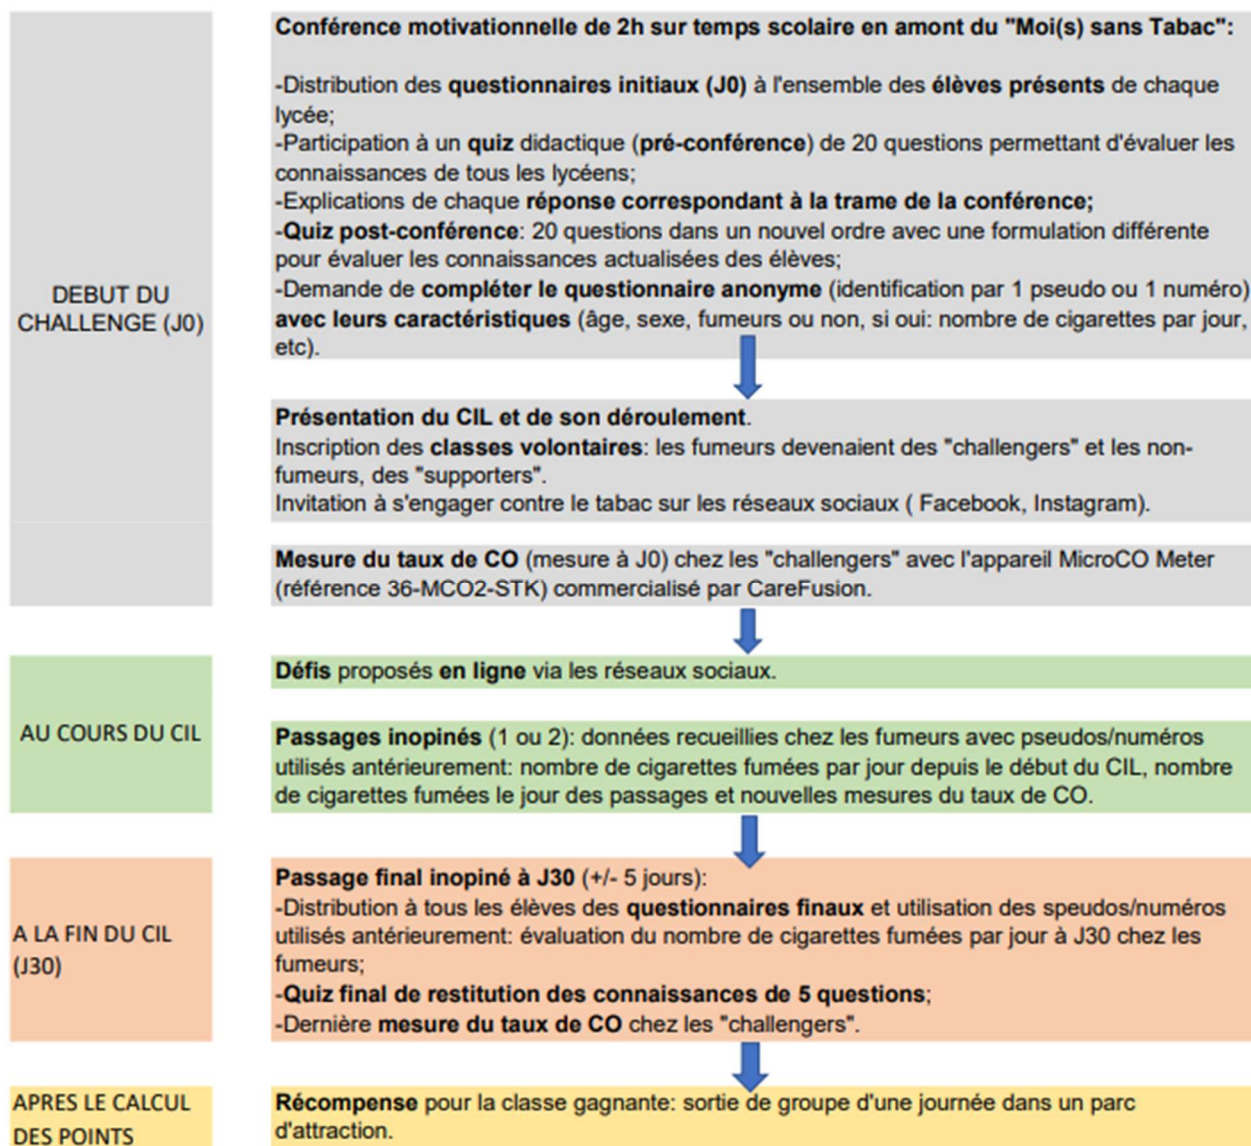 Conférence motivationnelle de 2h sur temps scolaire en amont du "Moi(s) sans Tabac":
-Distribution des questionnaires initiaux (J0) à l'ensemble des élèves présents de chaque
lycée;
-Participation à un quiz didactique (pré-conférence) de 20 questions permettant d'évaluer les
connaissances de tous les lycéens;
-Explications de chaque réponse correspondant à la trame de la conférence;
-Quiz post-conférence: 20 questions dans un nouvel ordre avec une formulation différente
pour évaluer les connaissances actualisées des élèves;
-Demande de compléter le questionnaire anonyme (identification par 1 pseudo ou 1 numéro)
avec leurs caractéristiques (âge, sexe, fumeurs ou non, si oui: nombre de cigarettes par jour,
etc).
DEBUT DU
CHALLENGE (J0)
Présentation du CIL et de son déroulement.
Inscription des classes volontaires: les fumeurs devenaient des "challengers" et les non-
fumeurs, des "supporters".
Invitation à s'engager contre le tabac sur les réseaux sociaux ( Facebook, Instagram).
Mesure du taux de CO (mesure à J0) chez les "challengers" avec l'appareil MicroCO Meter
(référence 36-MCO2-STK) commercialisé par CareFusion.
AU COURS DU CIL
Défis proposés en ligne via les réseaux sociaux.
Passages inopinés (1 ou 2): données recueillies chez les fumeurs avec pseudos/numéros
utilisés antérieurement: nombre de cigarettes fumées par jour depuis le début du CIL, nombre
de cigarettes fumées le jour des passages et nouvelles mesures du taux de CO.
A LA FIN DU CIL
(J30)
Passage final inopiné à J30 (+/- 5 jours):
-Distribution à tous les élèves des questionnaires finaux et utilisation des speudos/numéros
utilisés antérieurement: évaluation du nombre de cigarettes fumées par jour à J30 chez les
fumeurs;
-Quiz final de restitution des connaissances de 5 questions;
-Dernière mesure du taux de CO chez les "challengers".
APRES LE CALCUL
DES POINTS
Récompense pour la classe gagnante: sortie de groupe d'une journée dans un parc
d'attraction.